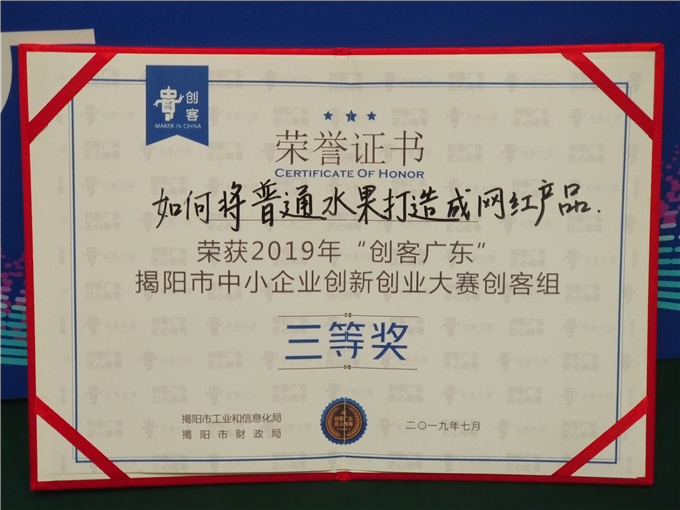 创客
MAKER IN CHINA
荣誉证书
CERTIFICATE OF HONOR
如何将普通水果打造成网红产品.
荣获2019年“创客广东”
揭阳市中小企业创新创业大赛创客组
三等奖
揭阳市工业和信息化局
揭阳市财政局
二〇一九年七月